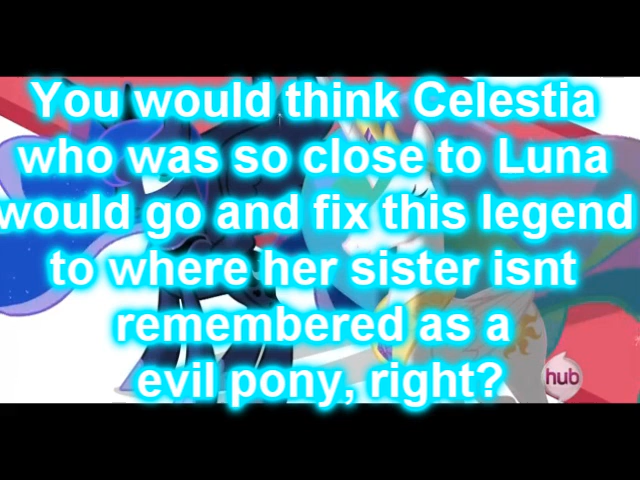 You would think Celestia
who was so close to Luna
would go and fix this legend
to where her sister isnt
remembered as a
evil pony, right?
hub